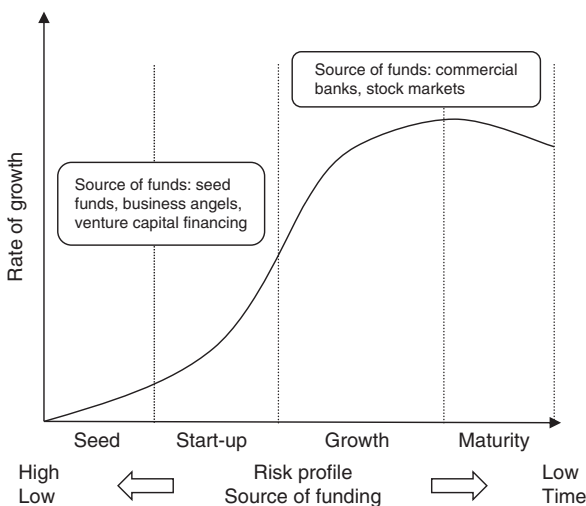 Source of funds: commercial
banks, stock markets
Source of funds: seed
funds, business angels,
venture capital financing
Rate of growth
Seed Start-up Growth Maturity
High Risk profile Low
Low Source of funding Time